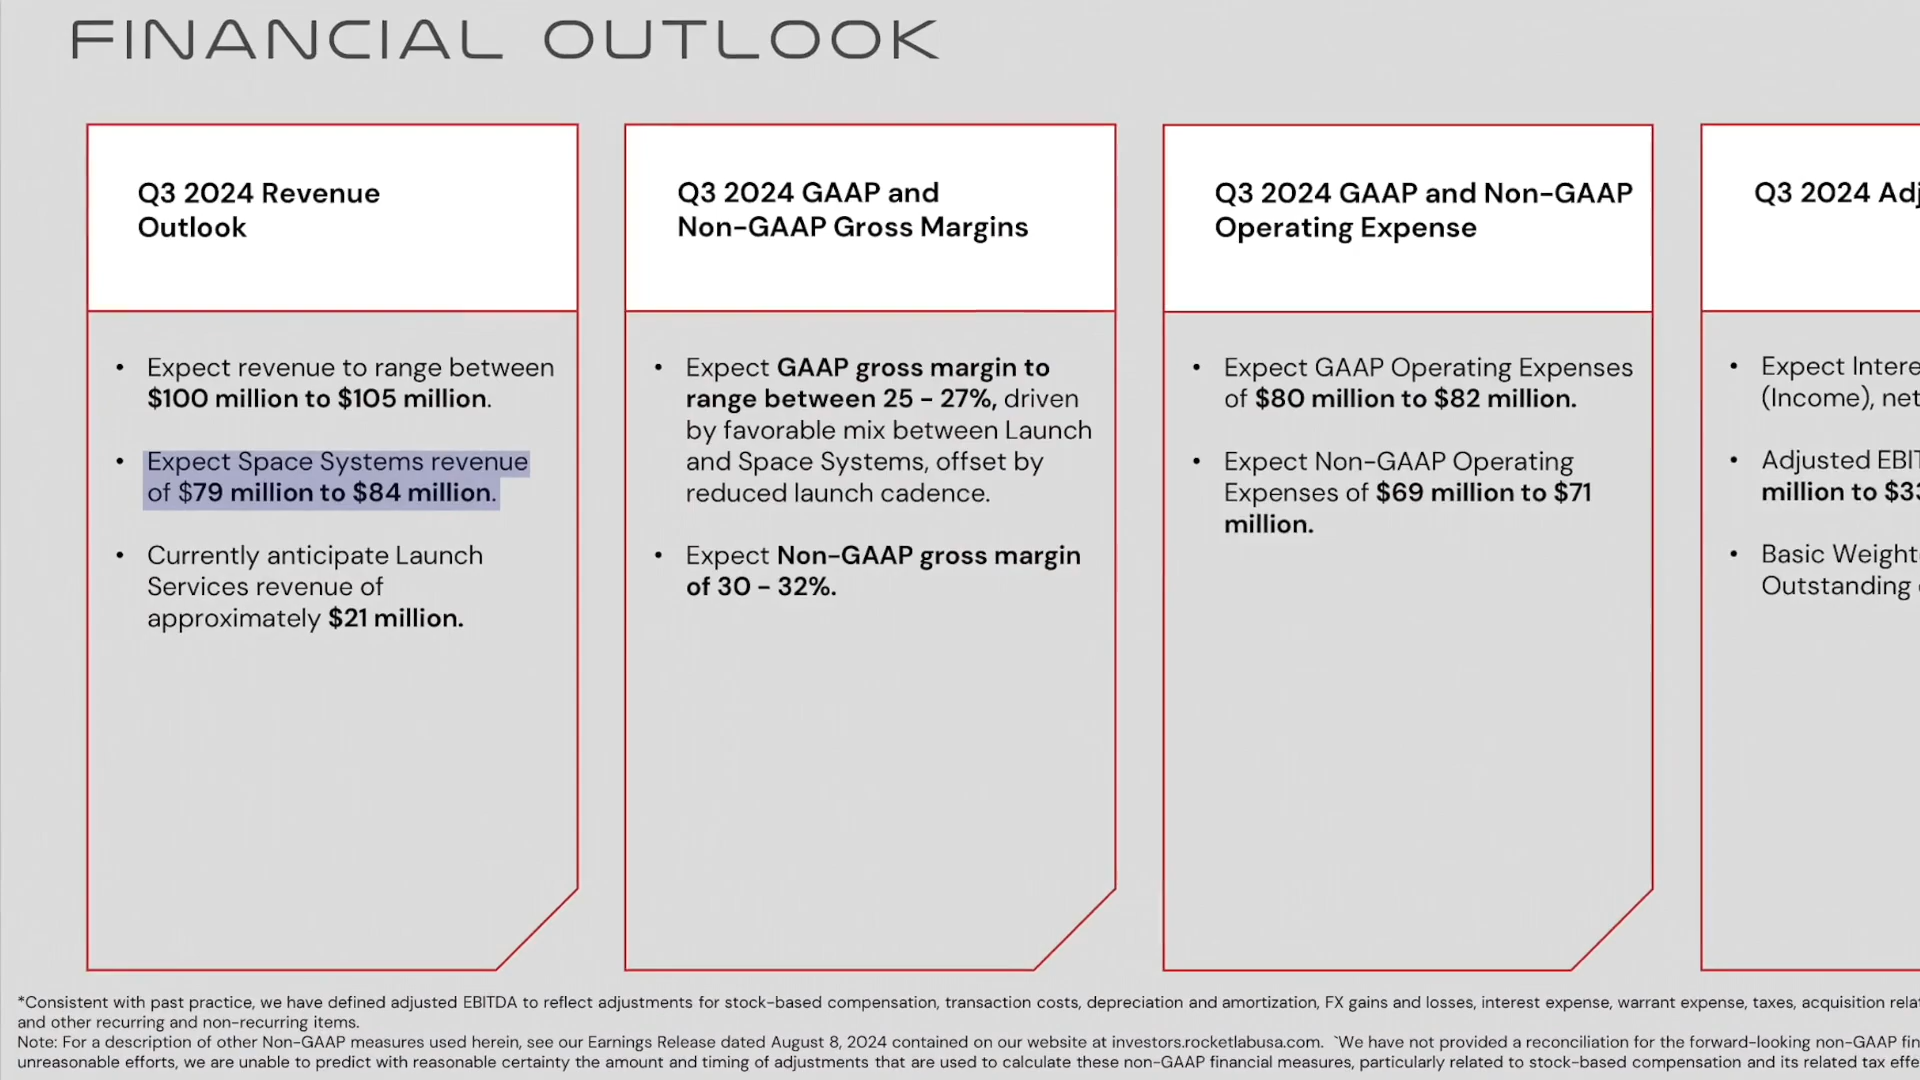 FINANCIAL OUTLOOK
Q3 2024 Revenue
Outlook
• Expect revenue to range between
$100 million to $105 million.
• Expect Space Systems revenue
of $79 million to $84 million.
• Currently anticipate Launch
Services revenue of
approximately $21 million.
Q3 2024 GAAP and
Non-GAAP Gross Margins
• Expect GAAP gross margin to
range between 25 – 27%, driven
by favorable mix between Launch
and Space Systems, offset by
reduced launch cadence.
• Expect Non-GAAP gross margin
of 30 – 32%.
Q3 2024 GAAP and Non-GAAP
Operating Expense
• Expect GAAP Operating Expenses
of $80 million to $82 million.
• Expect Non-GAAP Operating
Expenses of $69 million to $71
million.
Q3 2024
• Expect
(Income), net
• Adjusted
million to
• Basic
Outstanding
*Consistent with past practice, we have defined adjusted EBITDA to reflect adjustments for stock-based compensation, transaction costs, depreciation and amortization, FX gains and losses, interest expense, warrant expense, taxes, acquisition
and other recurring and non-recurring items.
Note: For a description of other Non-GAAP measures used herein, see our Earnings Release dated August 8, 2024 contained on our website at investors.rocketlabusa.com. `We have not provided a reconciliation for the forward-looking non-GAAP
unreasonable efforts, we are unable to predict with reasonable certainty the amount and timing of adjustments that are used to calculate these non-GAAP financial measures, particularly related to stock-based compensation and its related tax